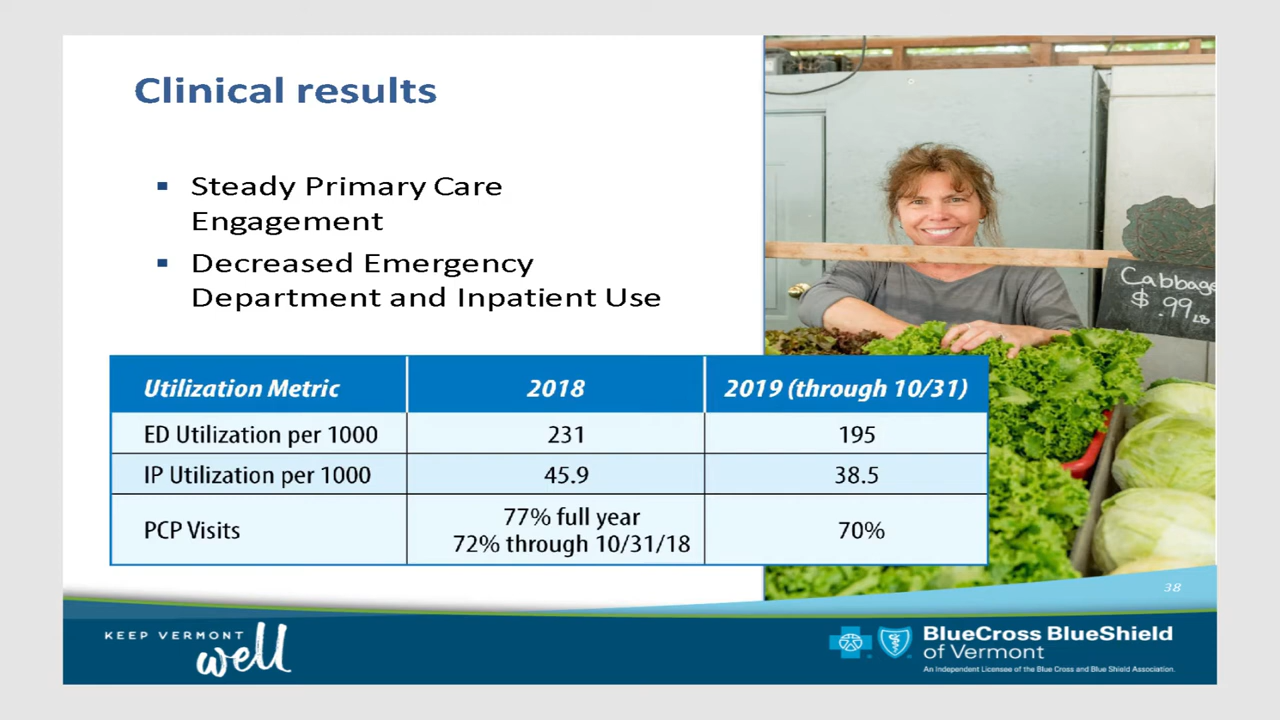 Clinical results
▪ Steady Primary Care
Engagement
▪ Decreased Emergency
Department and Inpatient Use
Cabbage
$ .99 LB
Utilization Metric 2018 2019 (through 10/31)
ED Utilization per 1000 231 195
IP Utilization per 1000 45.9 38.5
PCP Visits 77% full year 70%
72% through 10/31/18
38
KEEP VERMONT
well
BlueCross BlueShield
of Vermont
An Independent Licensee of the Blue Cross and Blue Shield Association.